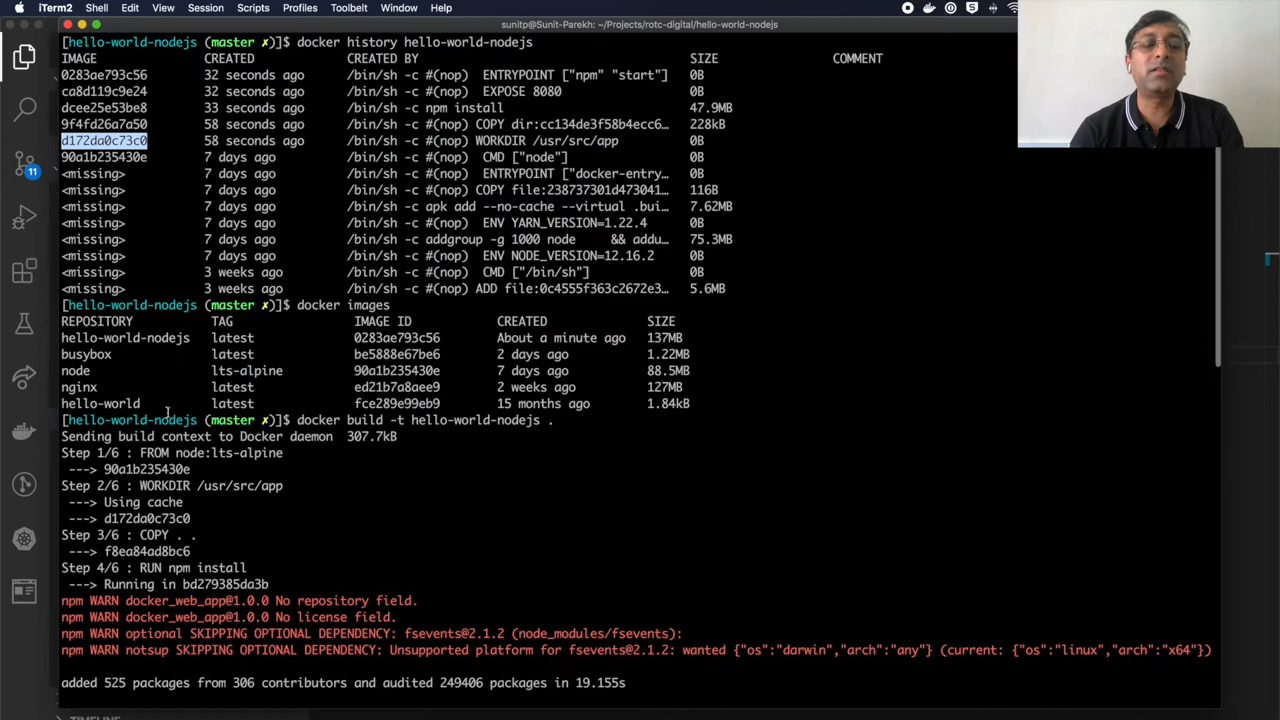 iTerm2 Shell Edit View Session Scripts Profiles Toolbelt Window Help
sunitp@Sunit-Parekh:~/Projects/rotc-digital/hello-world-nodejs
[hello-world-nodejs (master ✗)]$ docker history hello-world-nodejs
IMAGE CREATED CREATED BY SIZE COMMENT
0283ae793c56 32 seconds ago /bin/sh -c #(nop) ENTRYPOINT ["npm" "start"] 0B
ca8d119c9e24 32 seconds ago /bin/sh -c #(nop) EXPOSE 8080 0B
dcee25e53be8 33 seconds ago /bin/sh -c npm install 47.9MB
9f4fd26a7a50 58 seconds ago /bin/sh -c #(nop) COPY dir:cc134de3f58b4ecc6… 228kB
d172da0c73c0 58 seconds ago /bin/sh -c #(nop) WORKDIR /usr/src/app 0B
90a1b235430e 7 days ago /bin/sh -c #(nop) CMD ["node"] 0B
<missing> 7 days ago /bin/sh -c #(nop) ENTRYPOINT ["docker-entry… 0B
<missing> 7 days ago /bin/sh -c #(nop) COPY file:238737301d473041… 116B
<missing> 7 days ago /bin/sh -c apk add --no-cache --virtual .bui… 7.62MB
<missing> 7 days ago /bin/sh -c #(nop) ENV YARN_VERSION=1.22.4 0B
<missing> 7 days ago /bin/sh -c addgroup -g 1000 node && addu… 75.3MB
<missing> 7 days ago /bin/sh -c #(nop) ENV NODE_VERSION=12.16.2 0B
<missing> 3 weeks ago /bin/sh -c #(nop) CMD ["/bin/sh"] 0B
<missing> 3 weeks ago /bin/sh -c #(nop) ADD file:0c4555f363c2672e3… 5.6MB
[hello-world-nodejs (master ✗)]$ docker images
REPOSITORY TAG IMAGE ID CREATED SIZE
hello-world-nodejs latest 0283ae793c56 About a minute ago 137MB
busybox latest be5888e67be6 2 days ago 1.22MB
node lts-alpine 90a1b235430e 7 days ago 88.5MB
nginx latest ed21b7a8aee9 2 weeks ago 127MB
hello-world latest fce289e99eb9 15 months ago 1.84kB
[hello-world-nodejs (master ✗)]$ docker build -t hello-world-nodejs .
Sending build context to Docker daemon 307.7kB
Step 1/6 : FROM node:lts-alpine
---> 90a1b235430e
Step 2/6 : WORKDIR /usr/src/app
---> Using cache
---> d172da0c73c0
Step 3/6 : COPY . .
---> f8ea84ad8bc6
Step 4/6 : RUN npm install
---> Running in bd279385da3b
npm WARN docker_web_app@1.0.0 No repository field.
npm WARN docker_web_app@1.0.0 No license field.
npm WARN optional SKIPPING OPTIONAL DEPENDENCY: fsevents@2.1.2 (node_modules/fsevents):
npm WARN notsup SKIPPING OPTIONAL DEPENDENCY: Unsupported platform for fsevents@2.1.2: wanted {"os":"darwin","arch":"any"} (current: {"os":"linux","arch":"x64"})
added 525 packages from 306 contributors and audited 249406 packages in 19.155s
11
TIMELINE